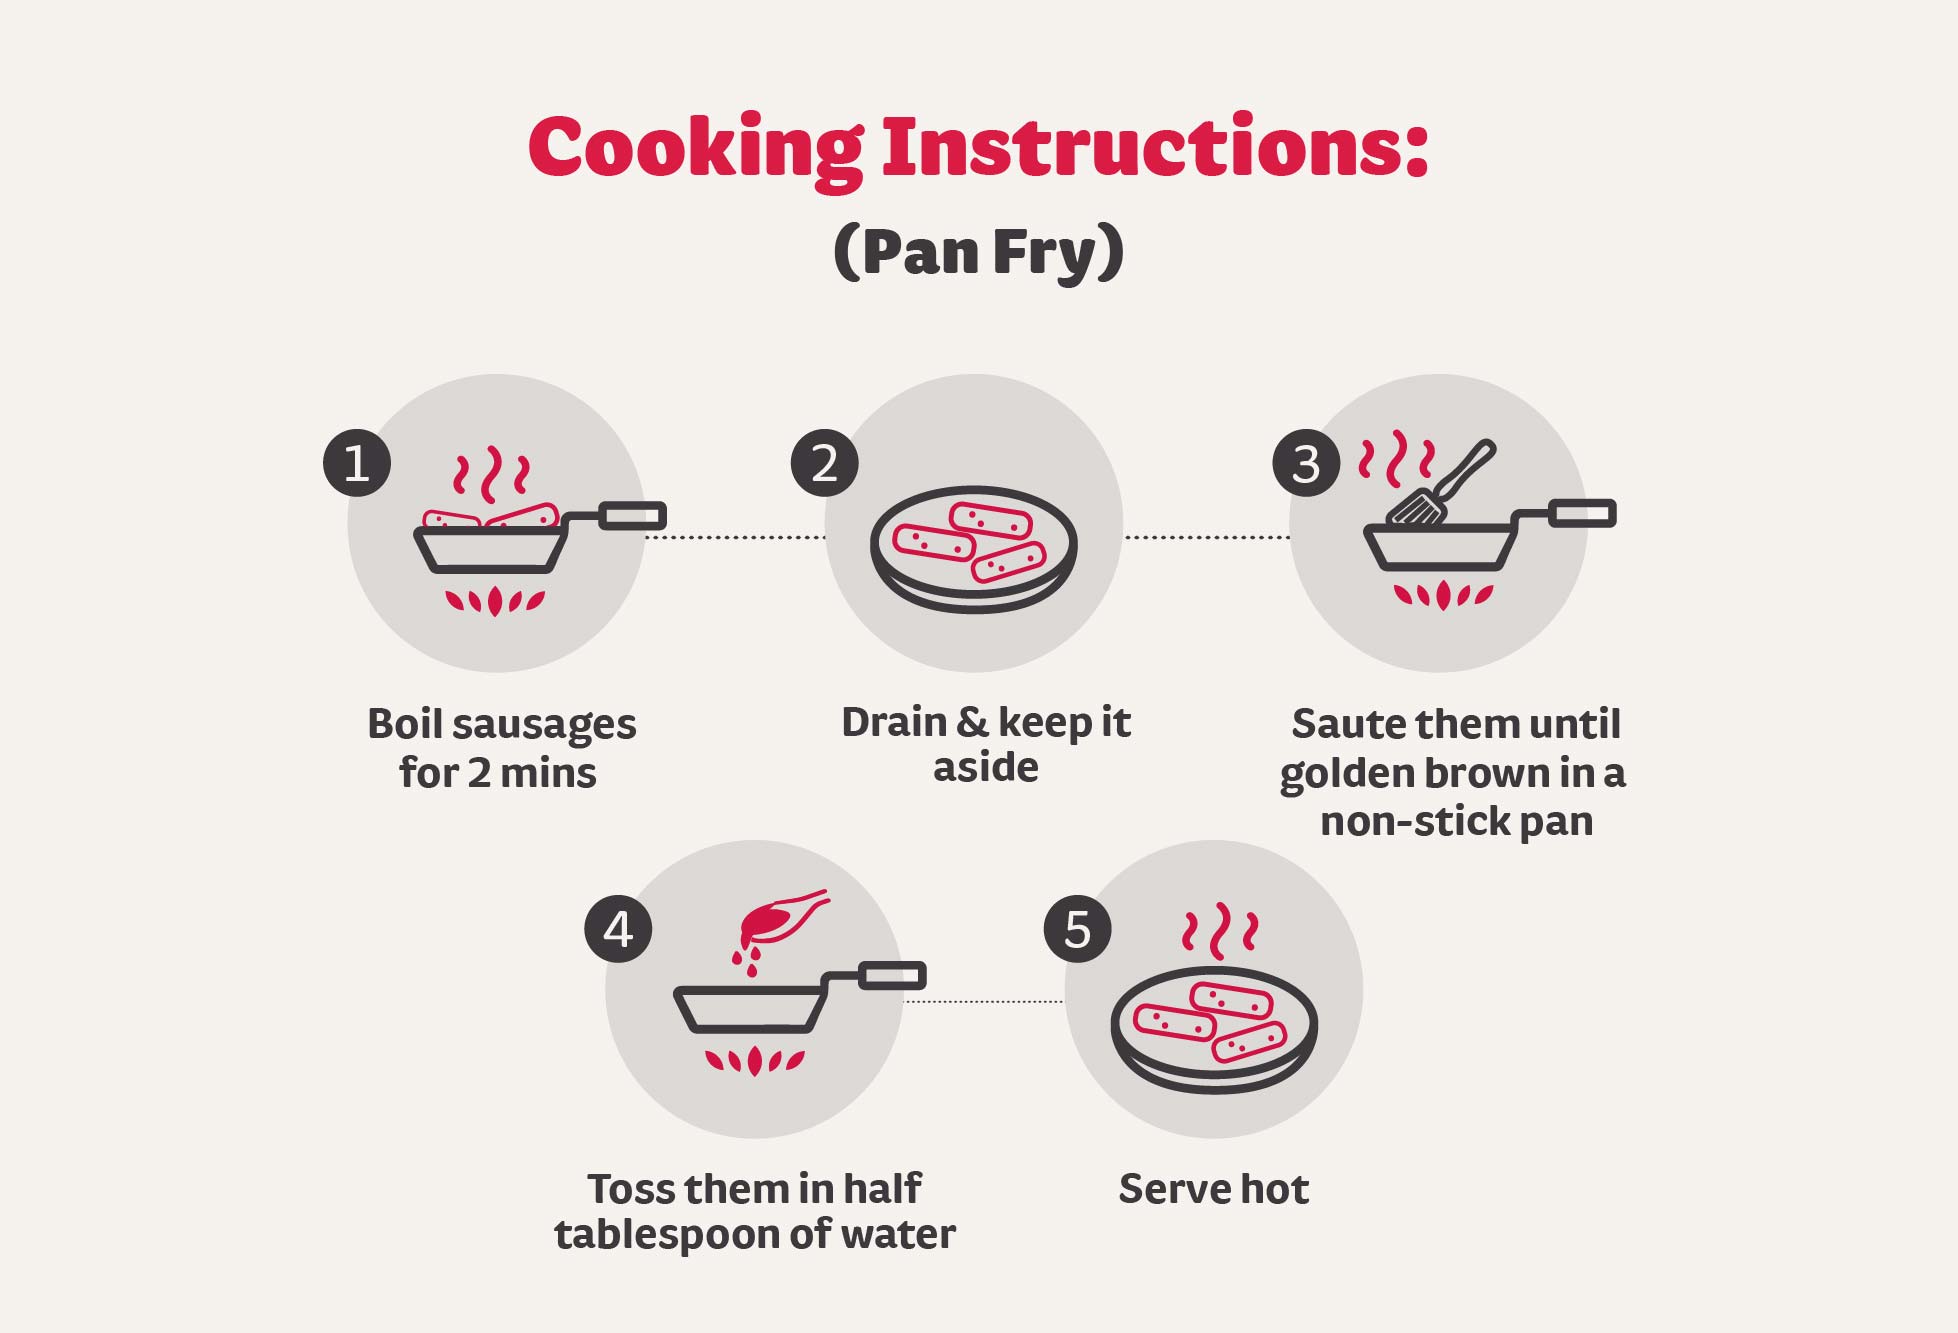 Cooking Instructions:
(Pan Fry)
1
Boil sausages
for 2 mins
2
Drain & keep it
aside
3
Saute them until
golden brown in a
non-stick pan
4
Toss them in half
tablespoon of water
5
Serve hot